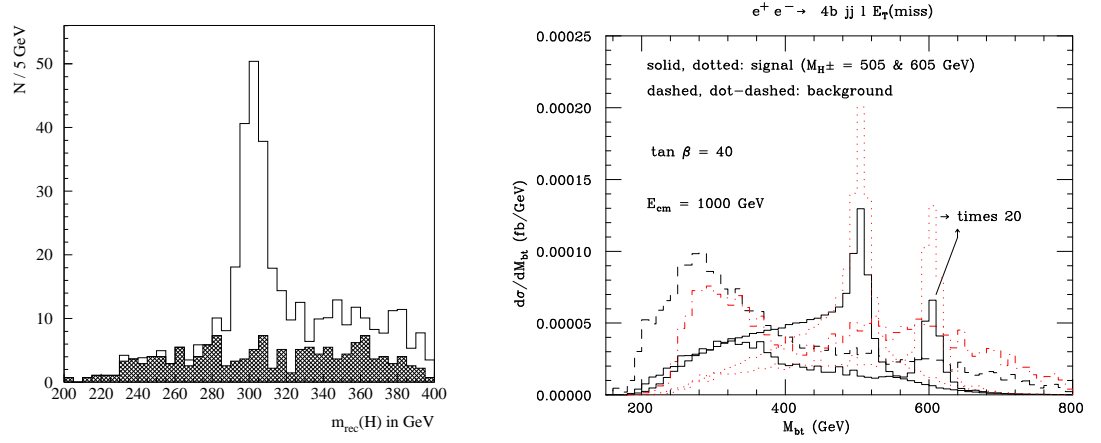 N / 5 GeV
50
40
30
20
10
0
200 220 240 260 280 300 320 340 360 380 400
m_rec(H) in GeV
e⁺ e⁻→ 4b jj l E_T(miss)
0.00025
0.00020
0.00015
0.00010
0.00005
0.00000
dσ/dM_bt (fb/GeV)
solid, dotted: signal (M_H± = 505 & 605 GeV)
dashed, dot-dashed: background
tan β = 40
E_cm = 1000 GeV
→ times 20
200 400 600 800
M_bt (GeV)